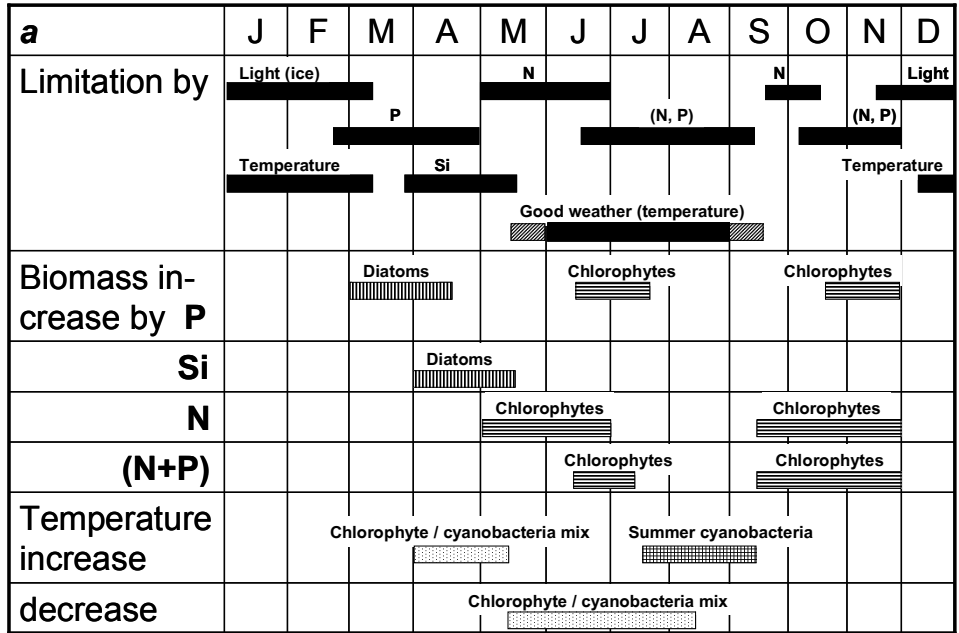 a J F M A M J J A S O N D
Limitation by
Light (ice) N N Light
P (N, P) (N, P)
Temperature Si Temperature
Good weather (temperature)
Biomass in-
crease by P
Diatoms Chlorophytes Chlorophytes
Si Diatoms
N Chlorophytes Chlorophytes
(N+P) Chlorophytes Chlorophytes
Temperature
increase
Chlorophyte / cyanobacteria mix Summer cyanobacteria
decrease Chlorophyte / cyanobacteria mix